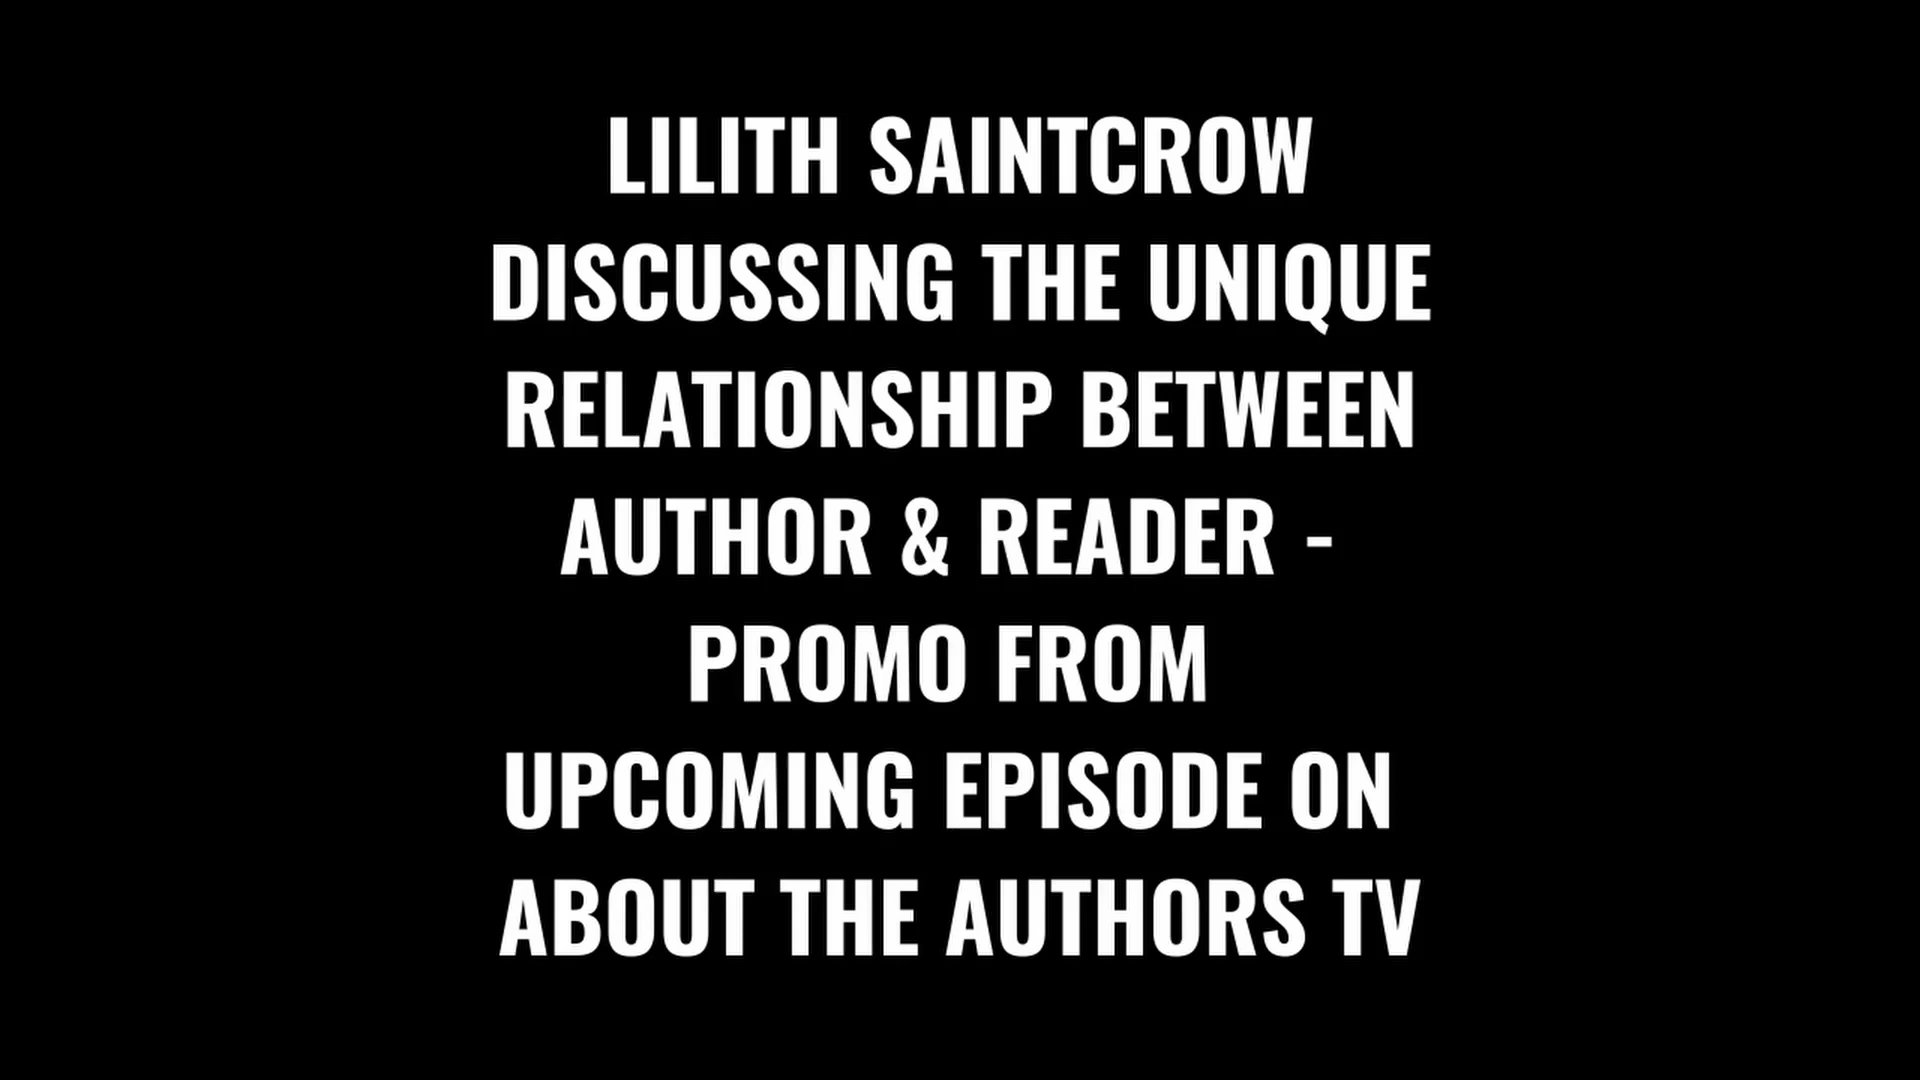 LILITH SAINTCROW
DISCUSSING THE UNIQUE
RELATIONSHIP BETWEEN
AUTHOR & READER -
PROMO FROM
UPCOMING EPISODE ON
ABOUT THE AUTHORS TV